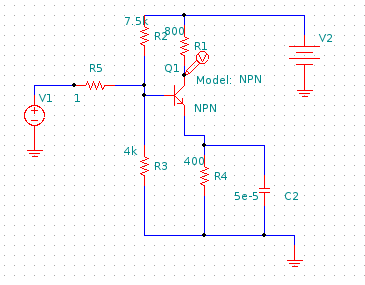 7.5k
R2
800
R1
V2
Q1
Model: NPN
R5
V1
1
NPN
4k
R3
400
R4
5e-5
C2